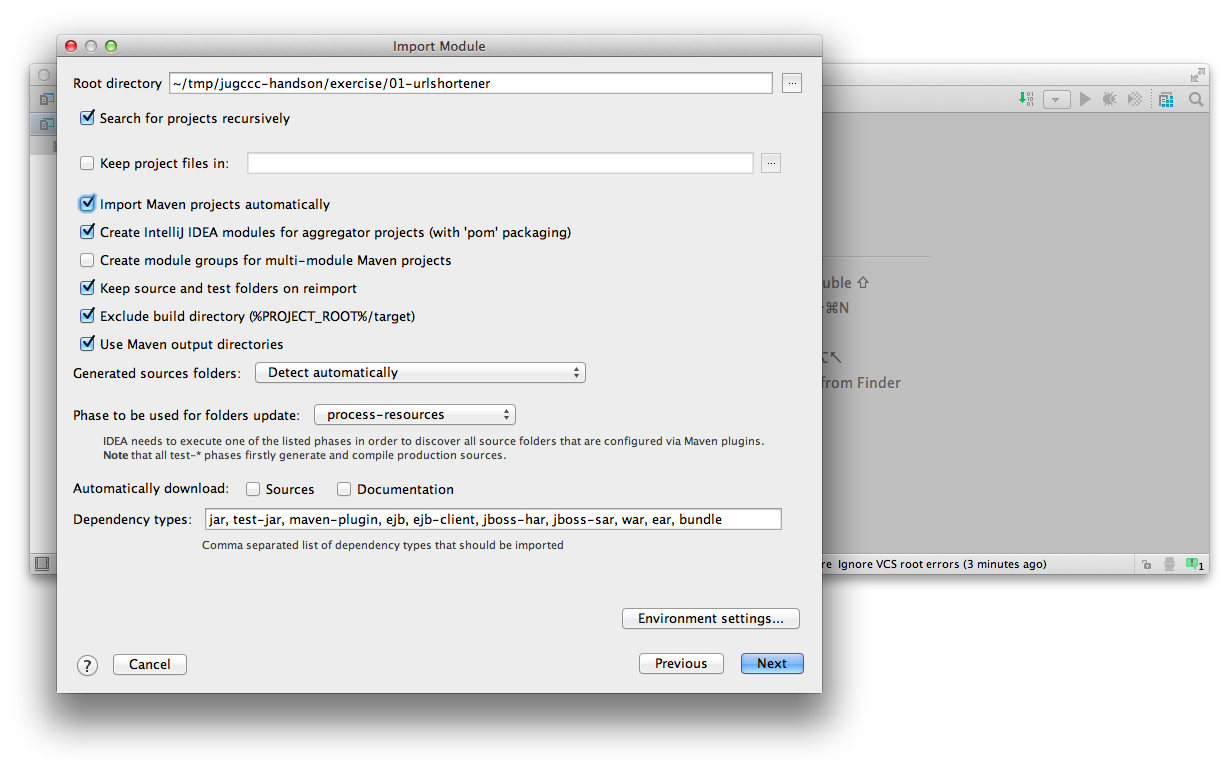 Import Module
Root directory ~/tmp/jugccc-handson/exercise/01-urlshortener ...
Search for projects recursively
Keep project files in: ...
Import Maven projects automatically
Create IntelliJ IDEA modules for aggregator projects (with 'pom' packaging)
Create module groups for multi-module Maven projects
Keep source and test folders on reimport
Exclude build directory (%PROJECT_ROOT%/target)
Use Maven output directories
Generated sources folders: Detect automatically
Phase to be used for folders update: process-resources
IDEA needs to execute one of the listed phases in order to discover all source folders that are configured via Maven plugins.
Note that all test-* phases firstly generate and compile production sources.
Automatically download: Sources Documentation
Dependency types: jar, test-jar, maven-plugin, ejb, ejb-client, jboss-har, jboss-sar, war, ear, bundle
Comma separated list of dependency types that should be imported
Environment settings...
? Cancel Previous Next
uble ⇧
⌘N
⌥↖
from Finder
re Ignore VCS root errors (3 minutes ago) 1